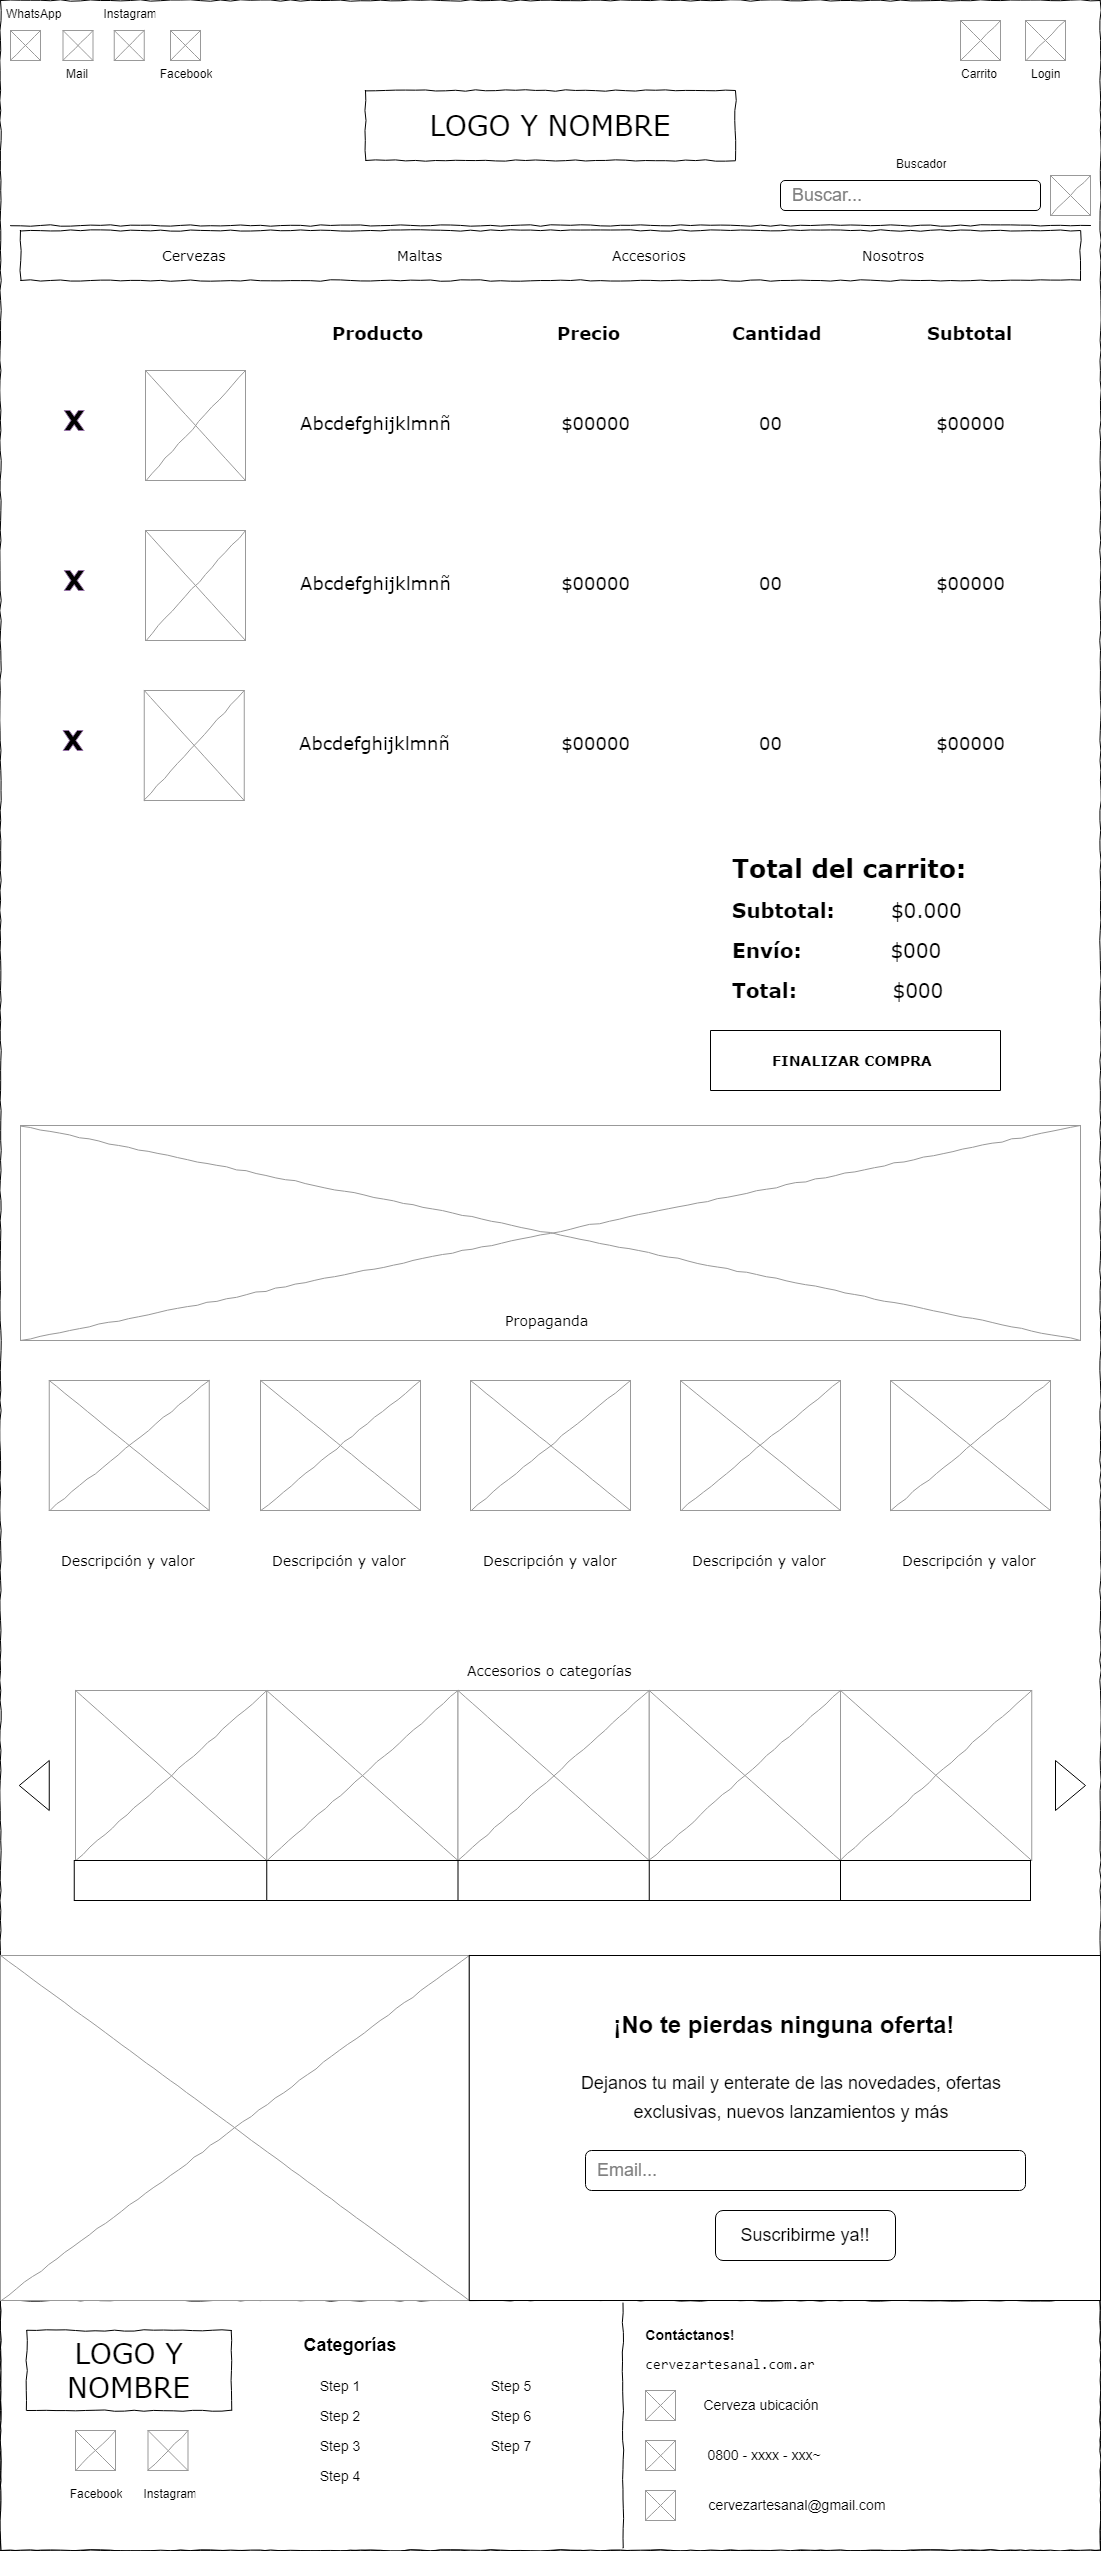 WhatsApp
Instagram
Mail
Facebook
Carrito
Login
LOGO Y NOMBRE
Buscador
Buscar...
Cervezas Maltas Accesorios Nosotros
Producto Precio Cantidad Subtotal
X Abcdefghijklmnñ $00000 00 $00000
X Abcdefghijklmnñ $00000 00 $00000
X Abcdefghijklmnñ $00000 00 $00000
Total del carrito:
Subtotal: $0.000
Envío: $000
Total: $000
FINALIZAR COMPRA
Propaganda
Descripción y valor Descripción y valor Descripción y valor Descripción y valor Descripción y valor
Accesorios o categorías
¡No te pierdas ninguna oferta!
Dejanos tu mail y enterate de las novedades, ofertas
exclusivas, nuevos lanzamientos y más
Email...
Suscribirme ya!!
LOGO Y
NOMBRE
Facebook Instagram
Categorías
Step 1
Step 2
Step 3
Step 4
Step 5
Step 6
Step 7
Contáctanos!
cervezartesanal.com.ar
Cerveza ubicación
0800 - xxxx - xxx~
cervezartesanal@gmail.com